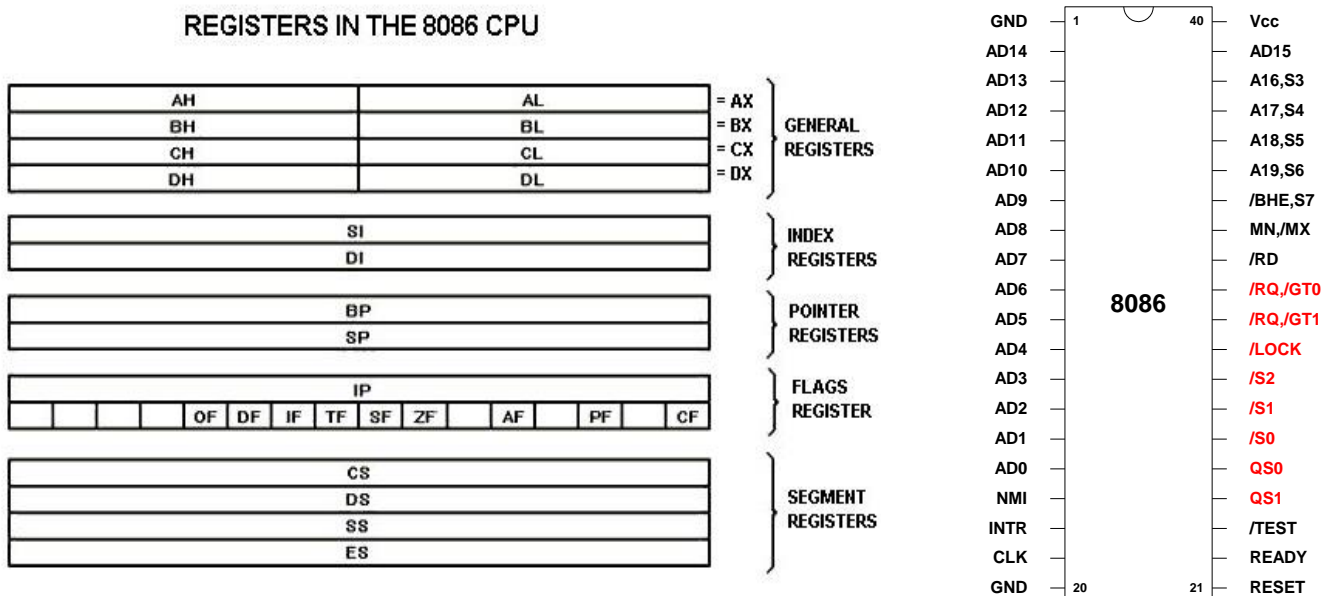 REGISTERS IN THE 8086 CPU
AH AL = AX
BH BL = BX
CH CL = CX
DH DL = DX
GENERAL
REGISTERS
SI
DI
INDEX
REGISTERS
BP
SP
POINTER
REGISTERS
IP
OF DF IF TF SF ZF AF PF CF
FLAGS
REGISTER
CS
DS
SS
ES
SEGMENT
REGISTERS
8086
GND 1 40 Vcc
AD14 AD15
AD13 A16,S3
AD12 A17,S4
AD11 A18,S5
AD10 A19,S6
AD9 /BHE,S7
AD8 MN,/MX
AD7 /RD
AD6 /RQ,/GT0
AD5 /RQ,/GT1
AD4 /LOCK
AD3 /S2
AD2 /S1
AD1 /S0
AD0 QS0
NMI QS1
INTR /TEST
CLK READY
GND 20 21 RESET